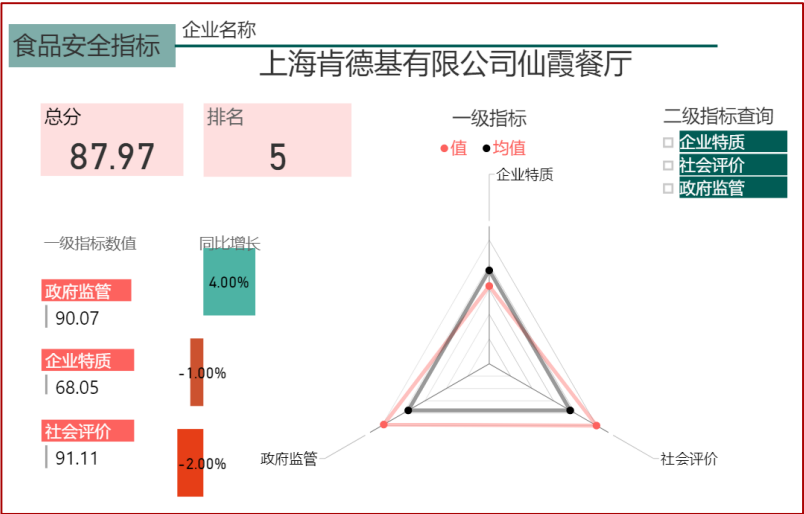 食品安全指标
企业名称
上海肯德基有限公司仙霞餐厅
总分
87.97
排名
5
一级指标
值 均值
企业特质
政府监管
社会评价
二级指标查询
企业特质
社会评价
政府监管
一级指标数值
同比增长
政府监管
90.07
4.00%
企业特质
68.05
-1.00%
社会评价
91.11
-2.00%